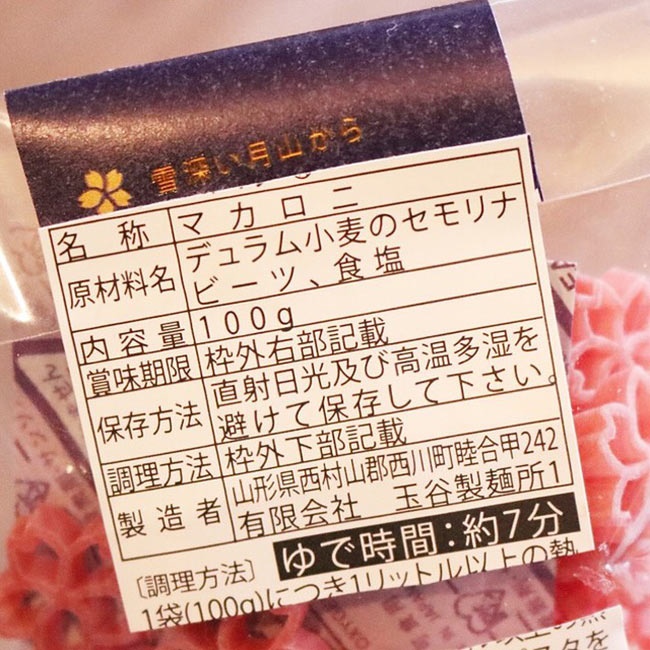 雪深い月山から
名称 マカロニ
原材料名 デュラム小麦のセモリナ
ビーツ、食塩
内容量 100g
賞味期限 枠外右部記載
保存方法 直射日光及び高温多湿を
避けて保存して下さい。
調理方法 枠外下部記載
製造者 山形県西村山郡西川町睦合甲242
有限会社 玉谷製麺所1
ゆで時間:約7分
〔調理方法〕
1袋(100g)につき1リットル以上の熱